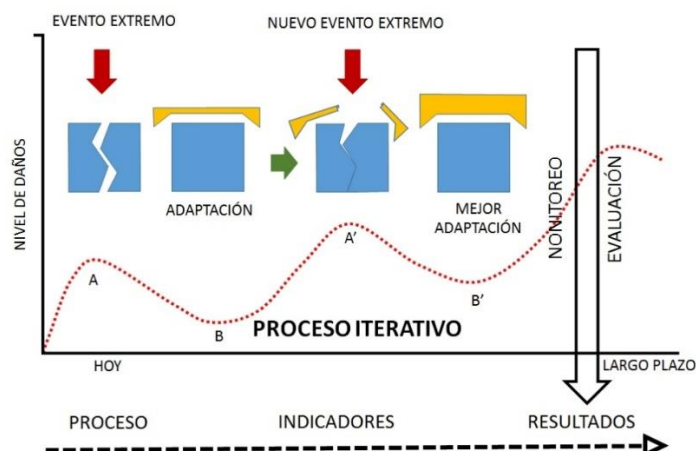 EVENTO EXTREMO
NUEVO EVENTO EXTREMO
NIVEL DE DAÑOS
ADAPTACIÓN
MEJOR
ADAPTACIÓN
NONITOREO
EVALUACIÓN
A
B
A'
B'
PROCESO ITERATIVO
HOY
LARGO PLAZO
PROCESO
INDICADORES
RESULTADOS